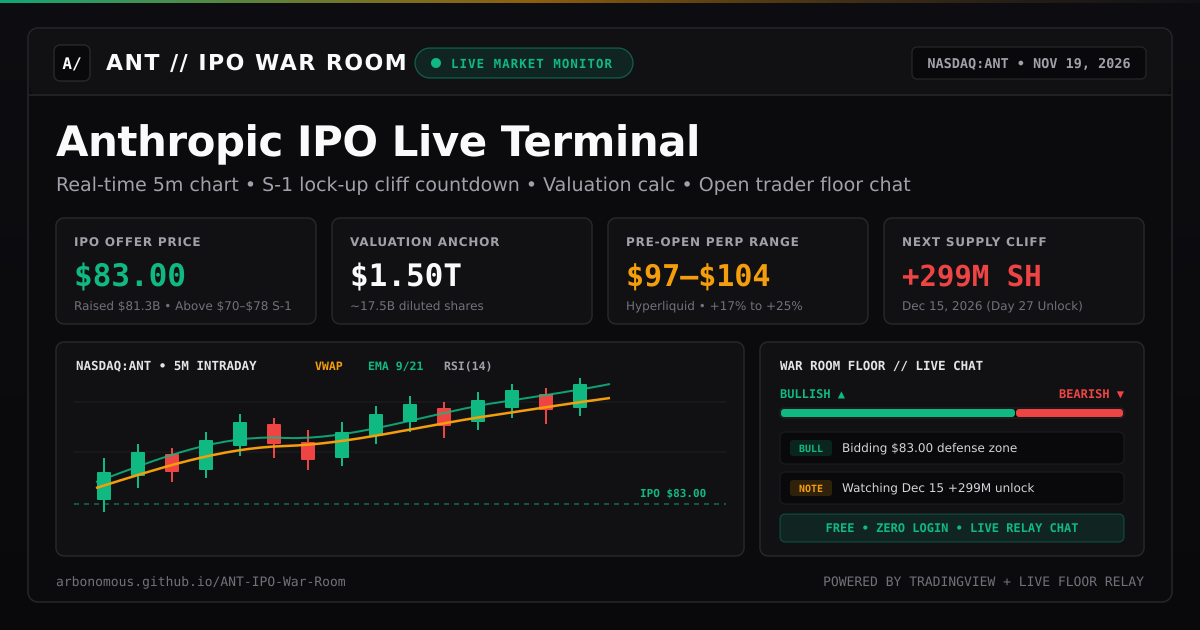 A/ ANT // IPO WAR ROOM ● LIVE MARKET MONITOR NASDAQ:ANT • NOV 19, 2026
Anthropic IPO Live Terminal
Real-time 5m chart • S-1 lock-up cliff countdown • Valuation calc • Open trader floor chat
IPO OFFER PRICE
$83.00
Raised $81.3B • Above $70–$78 S-1
VALUATION ANCHOR
$1.50T
~17.5B diluted shares
PRE-OPEN PERP RANGE
$97–$104
Hyperliquid • +17% to +25%
NEXT SUPPLY CLIFF
+299M SH
Dec 15, 2026 (Day 27 Unlock)
NASDAQ:ANT • 5M INTRADAY VWAP EMA 9/21 RSI(14)
IPO $83.00
WAR ROOM FLOOR // LIVE CHAT
BULLISH ▲ BEARISH ▼
BULL Bidding $83.00 defense zone
NOTE Watching Dec 15 +299M unlock
FREE • ZERO LOGIN • LIVE RELAY CHAT
arbonomous.github.io/ANT-IPO-War-Room POWERED BY TRADINGVIEW + LIVE FLOOR RELAY